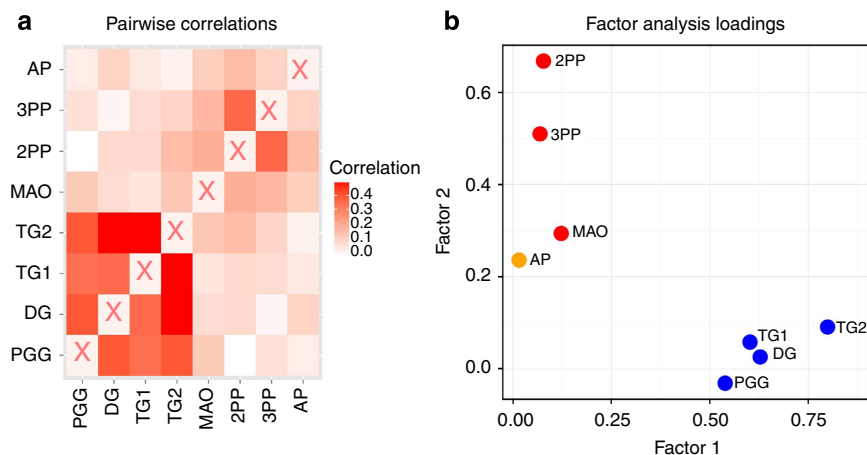 a
Pairwise correlations
AP
3PP
2PP
MAO
TG2
TG1
DG
PGG
X
X
X
X
X
X
X
X
PGG
DG
TG1
TG2
MAO
2PP
3PP
AP
Correlation
0.4
0.3
0.2
0.1
0.0
b
Factor analysis loadings
Factor 2
0.6
0.4
0.2
0.0
2PP
3PP
MAO
AP
TG2
TG1
DG
PGG
0.00
0.25
0.50
0.75
Factor 1